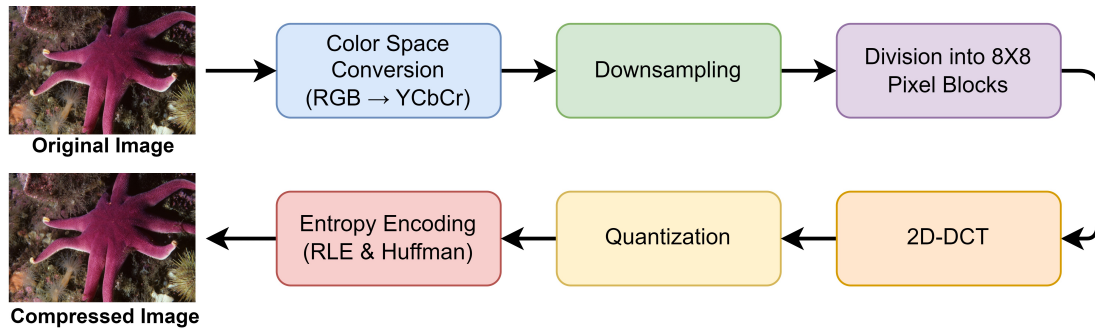 Color Space
Conversion
(RGB → YCbCr)
Downsampling
Division into 8X8
Pixel Blocks
Original Image
Entropy Encoding
(RLE & Huffman)
Quantization
2D-DCT
Compressed Image